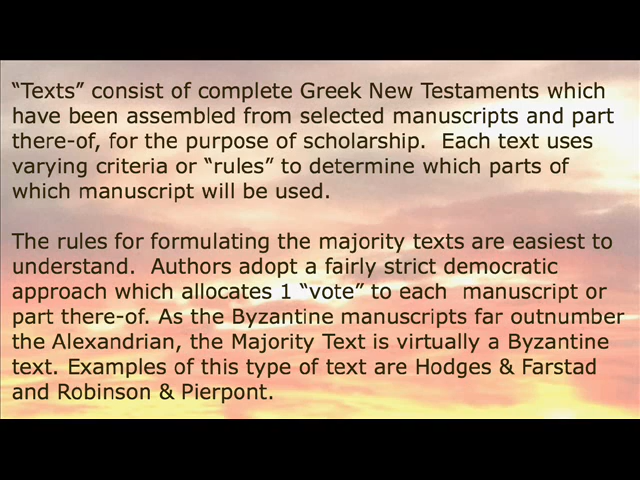 “Texts” consist of complete Greek New Testaments which
have been assembled from selected manuscripts and part
there-of, for the purpose of scholarship.  Each text uses
varying criteria or “rules” to determine which parts of
which manuscript will be used.
The rules for formulating the majority texts are easiest to
understand.  Authors adopt a fairly strict democratic
approach which allocates 1 “vote” to each  manuscript or
part there-of. As the Byzantine manuscripts far outnumber
the Alexandrian, the Majority Text is virtually a Byzantine
text. Examples of this type of text are Hodges & Farstad
and Robinson & Pierpont.